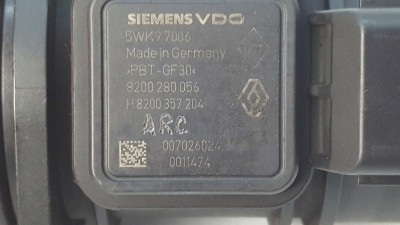 SIEMENS VDO
5WK9 7006
Made in Germany
>PBT-GF30<
8200 280 056
H 8200 357 204
ARC
007026024
0011474